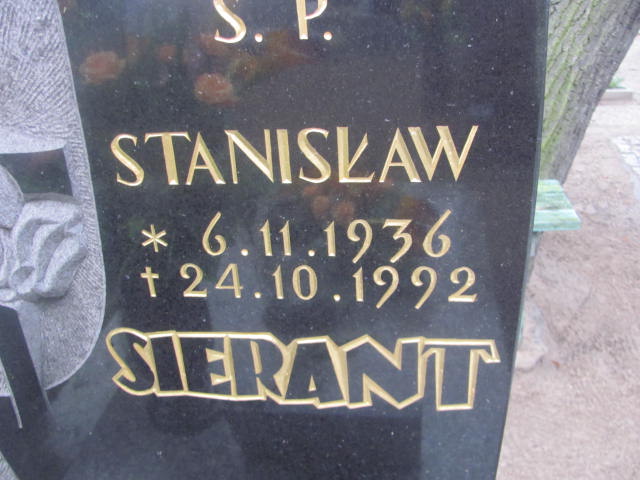 S. P.
STANISŁAW
* 6.11.1936
† 24.10.1992
SIERANT